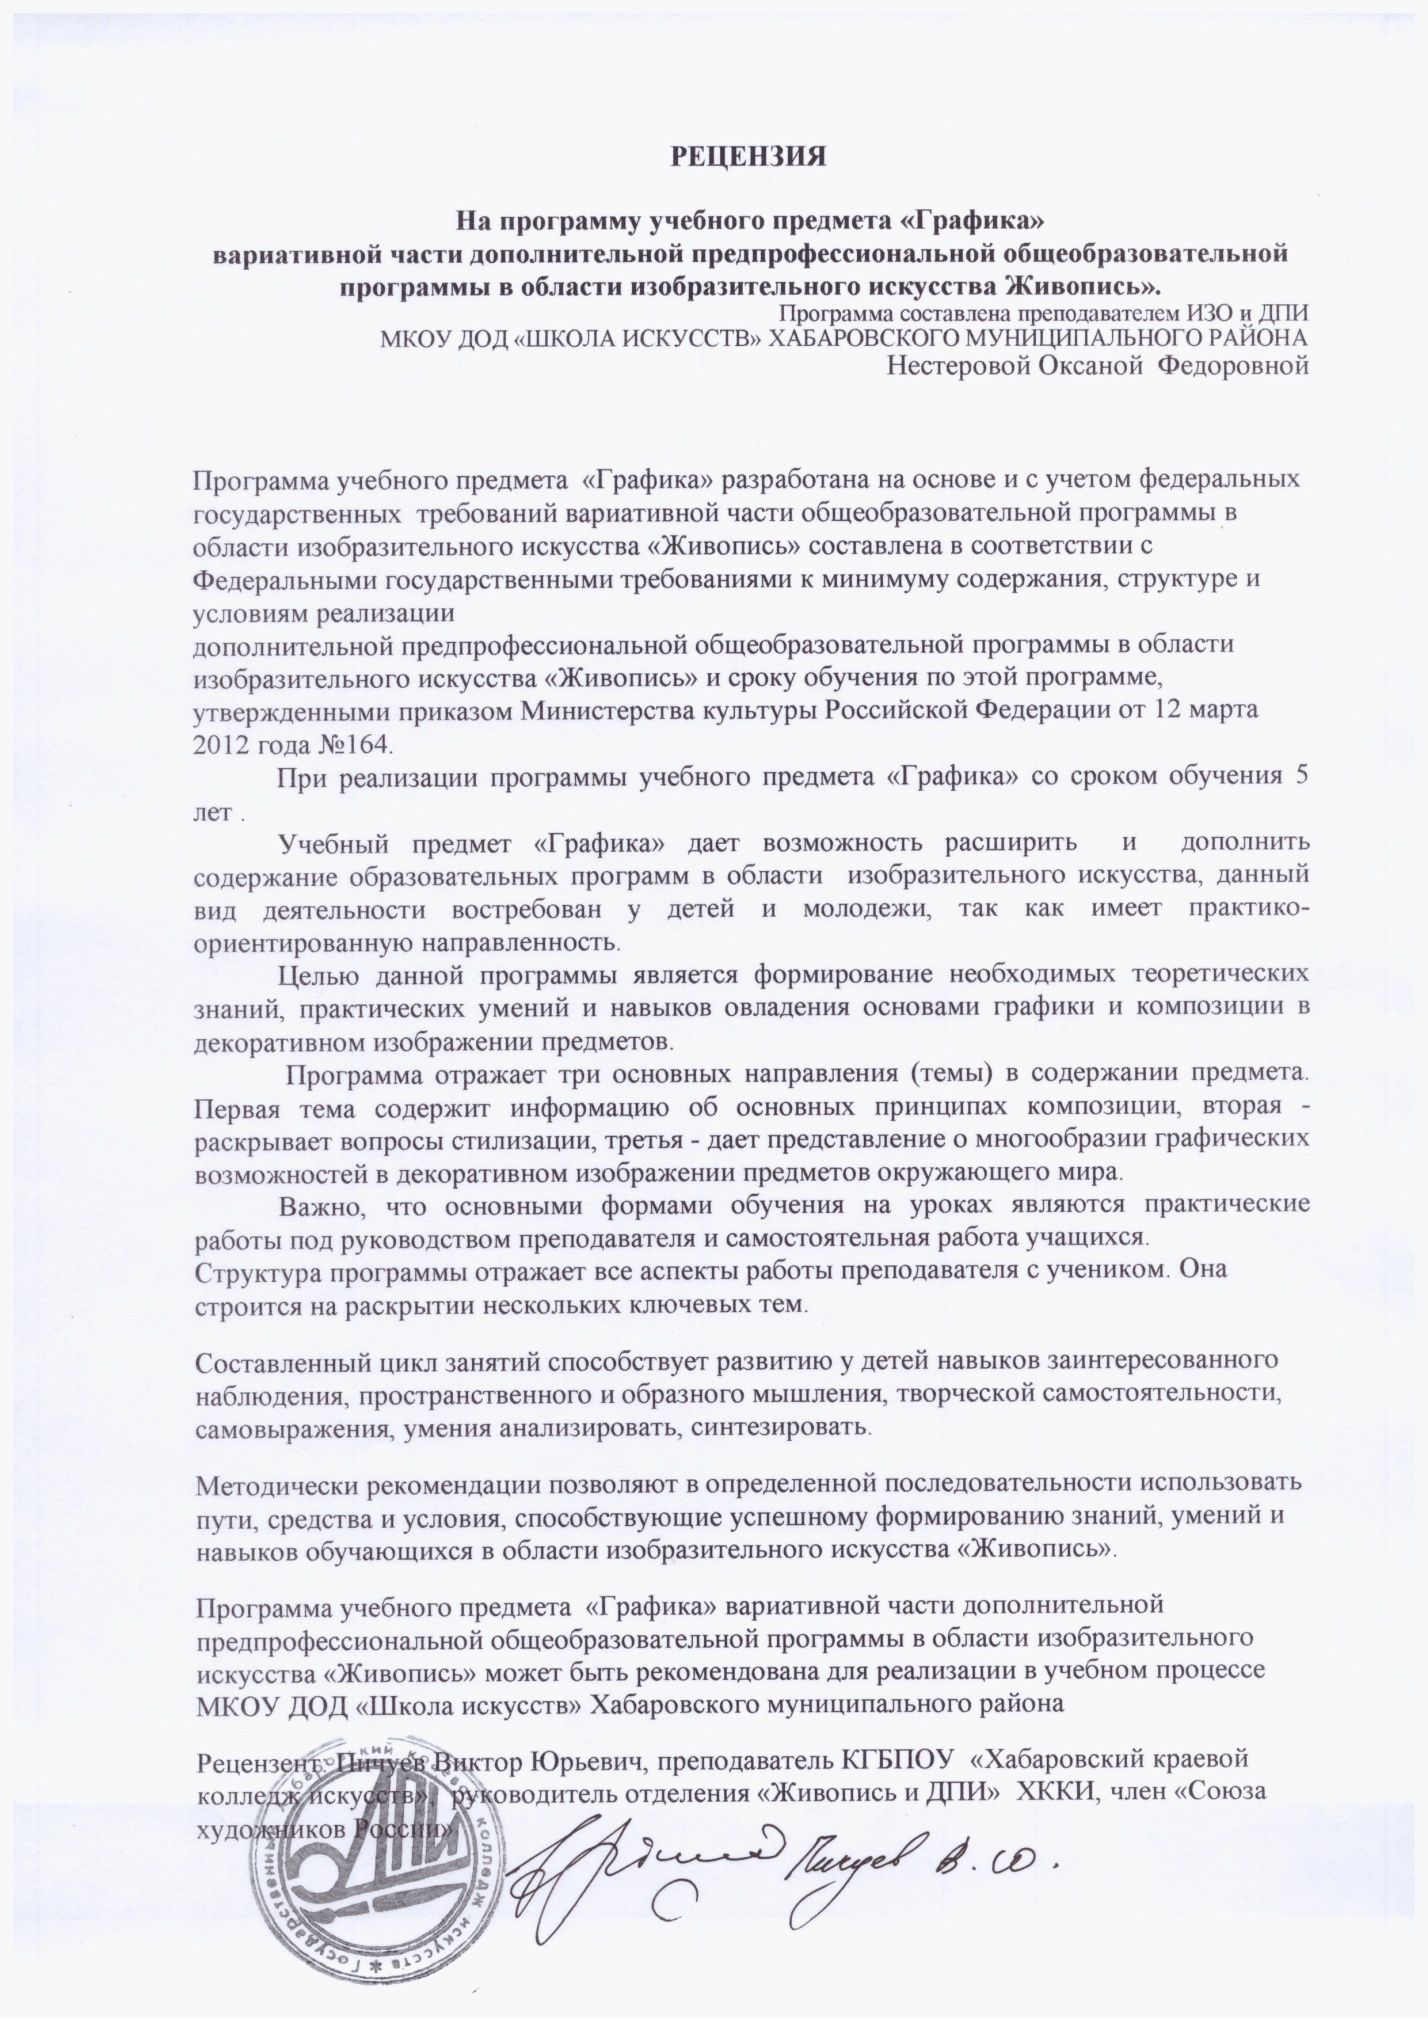 РЕЦЕНЗИЯ
На программу учебного предмета «Графика»
вариативной части дополнительной предпрофессиональной общеобразовательной
программы в области изобразительного искусства Живопись».
Программа составлена преподавателем ИЗО и ДПИ
МКОУ ДОД «ШКОЛА ИСКУССТВ» ХАБАРОВСКОГО МУНИЦИПАЛЬНОГО РАЙОНА
Нестеровой Оксаной Федоровной
Программа учебного предмета «Графика» разработана на основе и с учетом федеральных
государственных требований вариативной части общеобразовательной программы в
области изобразительного искусства «Живопись» составлена в соответствии с
Федеральными государственными требованиями к минимуму содержания, структуре и
условиям реализации
дополнительной предпрофессиональной общеобразовательной программы в области
изобразительного искусства «Живопись» и сроку обучения по этой программе,
утвержденными приказом Министерства культуры Российской Федерации от 12 марта
2012 года №164.
При реализации программы учебного предмета «Графика» со сроком обучения 5
лет .
Учебный предмет «Графика» дает возможность расширить и дополнить
содержание образовательных программ в области изобразительного искусства, данный
вид деятельности востребован у детей и молодежи, так как имеет практико-
ориентированную направленность.
Целью данной программы является формирование необходимых теоретических
знаний, практических умений и навыков овладения основами графики и композиции в
декоративном изображении предметов.
Программа отражает три основных направления (темы) в содержании предмета.
Первая тема содержит информацию об основных принципах композиции, вторая -
раскрывает вопросы стилизации, третья - дает представление о многообразии графических
возможностей в декоративном изображении предметов окружающего мира.
Важно, что основными формами обучения на уроках являются практические
работы под руководством преподавателя и самостоятельная работа учащихся.
Структура программы отражает все аспекты работы преподавателя с учеником. Она
строится на раскрытии нескольких ключевых тем.
Составленный цикл занятий способствует развитию у детей навыков заинтересованного
наблюдения, пространственного и образного мышления, творческой самостоятельности,
самовыражения, умения анализировать, синтезировать.
Методически рекомендации позволяют в определенной последовательности использовать
пути, средства и условия, способствующие успешному формированию знаний, умений и
навыков обучающихся в области изобразительного искусства «Живопись».
Программа учебного предмета «Графика» вариативной части дополнительной
предпрофессиональной общеобразовательной программы в области изобразительного
искусства «Живопись» может быть рекомендована для реализации в учебном процессе
МКОУ ДОД «Школа искусств» Хабаровского муниципального района
Рецензент: Пичуев Виктор Юрьевич, преподаватель КГБПОУ «Хабаровский краевой
колледж искусств», руководитель отделения «Живопись и ДПИ» ХККИ, член «Союза
художников России»
Пичуев В. Ю.
ДПИ
Государственный Хабаровский краевой колледж искусств *